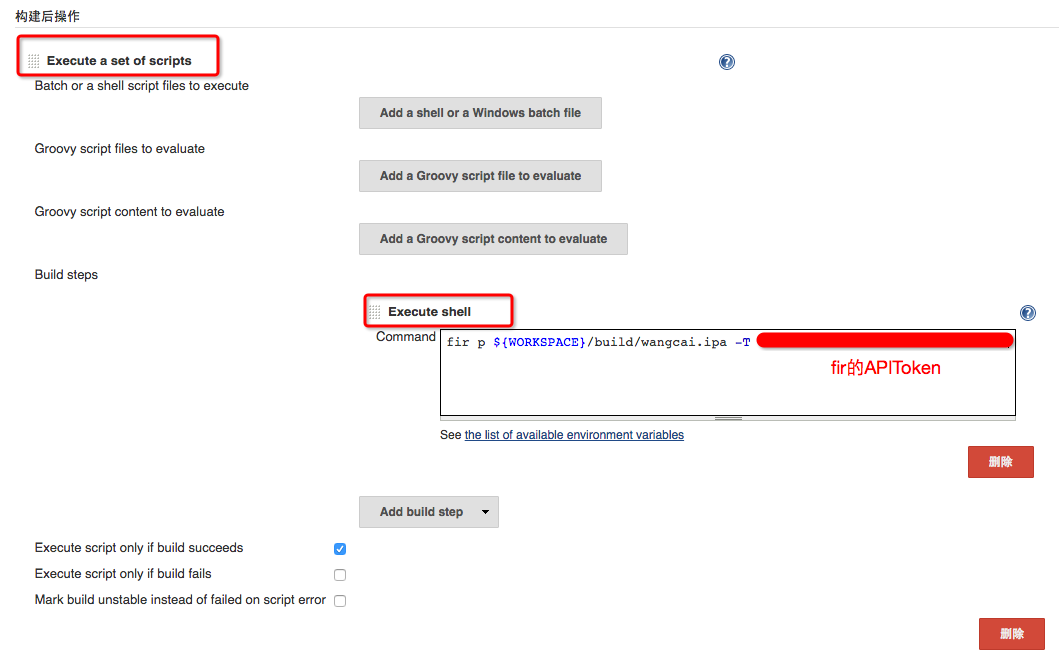 构建后操作
Execute a set of scripts
?
Batch or a shell script files to execute
Add a shell or a Windows batch file
Groovy script files to evaluate
Add a Groovy script file to evaluate
Groovy script content to evaluate
Add a Groovy script content to evaluate
Build steps
Execute shell
?
Command
fir p ${WORKSPACE}/build/wangcai.ipa -T
fir的APIToken
See the list of available environment variables
删除
Add build step
Execute script only if build succeeds
Execute script only if build fails
Mark build unstable instead of failed on script error
删除